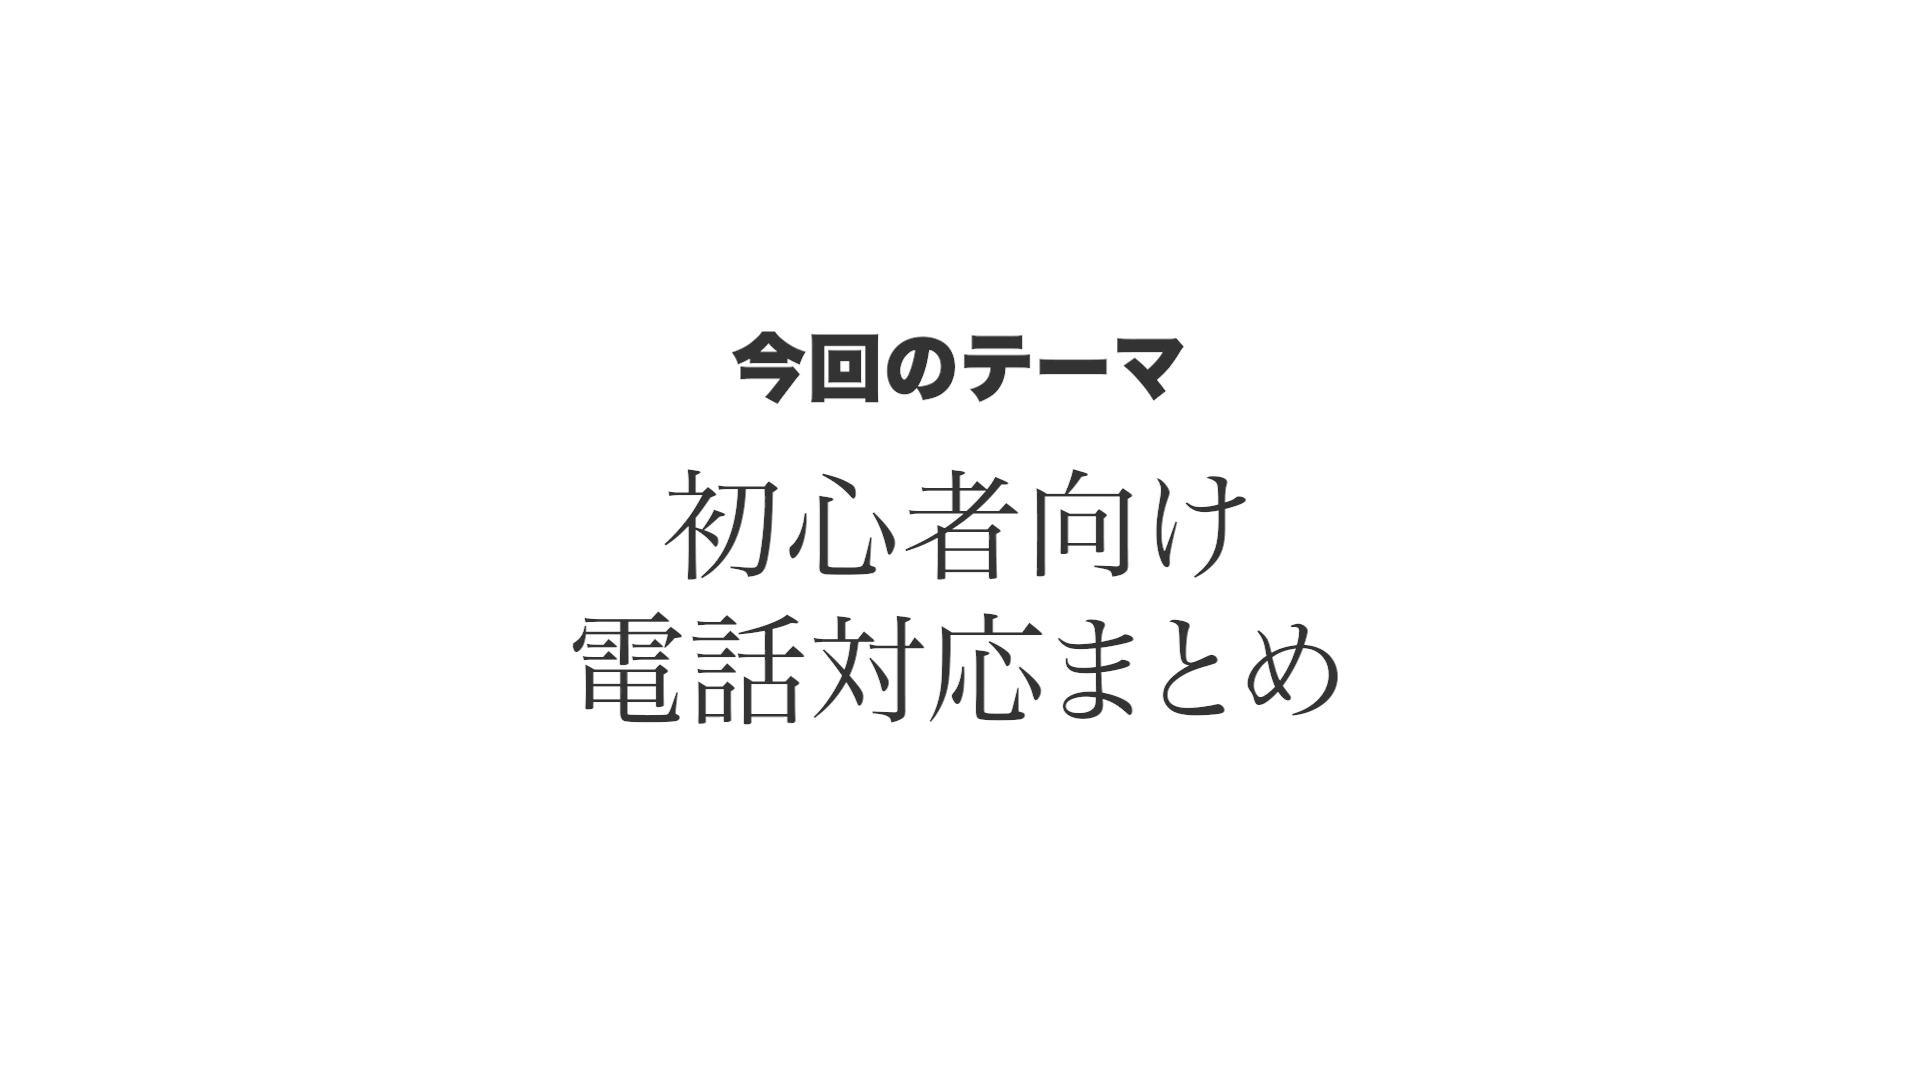 今回のテーマ
初心者向け
電話対応まとめ